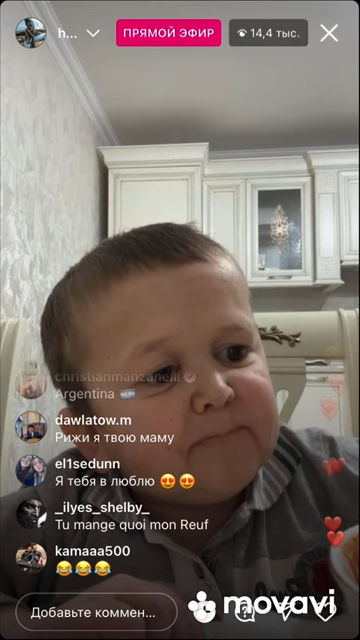 h...
ПРЯМОЙ ЭФИР
14,4 тыс.
christianmanzanelii
Argentina 🇦🇷
dawlatow.m
Рижи я твою маму
el1sedunn
Я тебя в люблю 😍😍
_ilyes_shelby_
Tu mange quoi mon Reuf
kamaaa500
😂😂😂
Добавьте коммен...
movavi